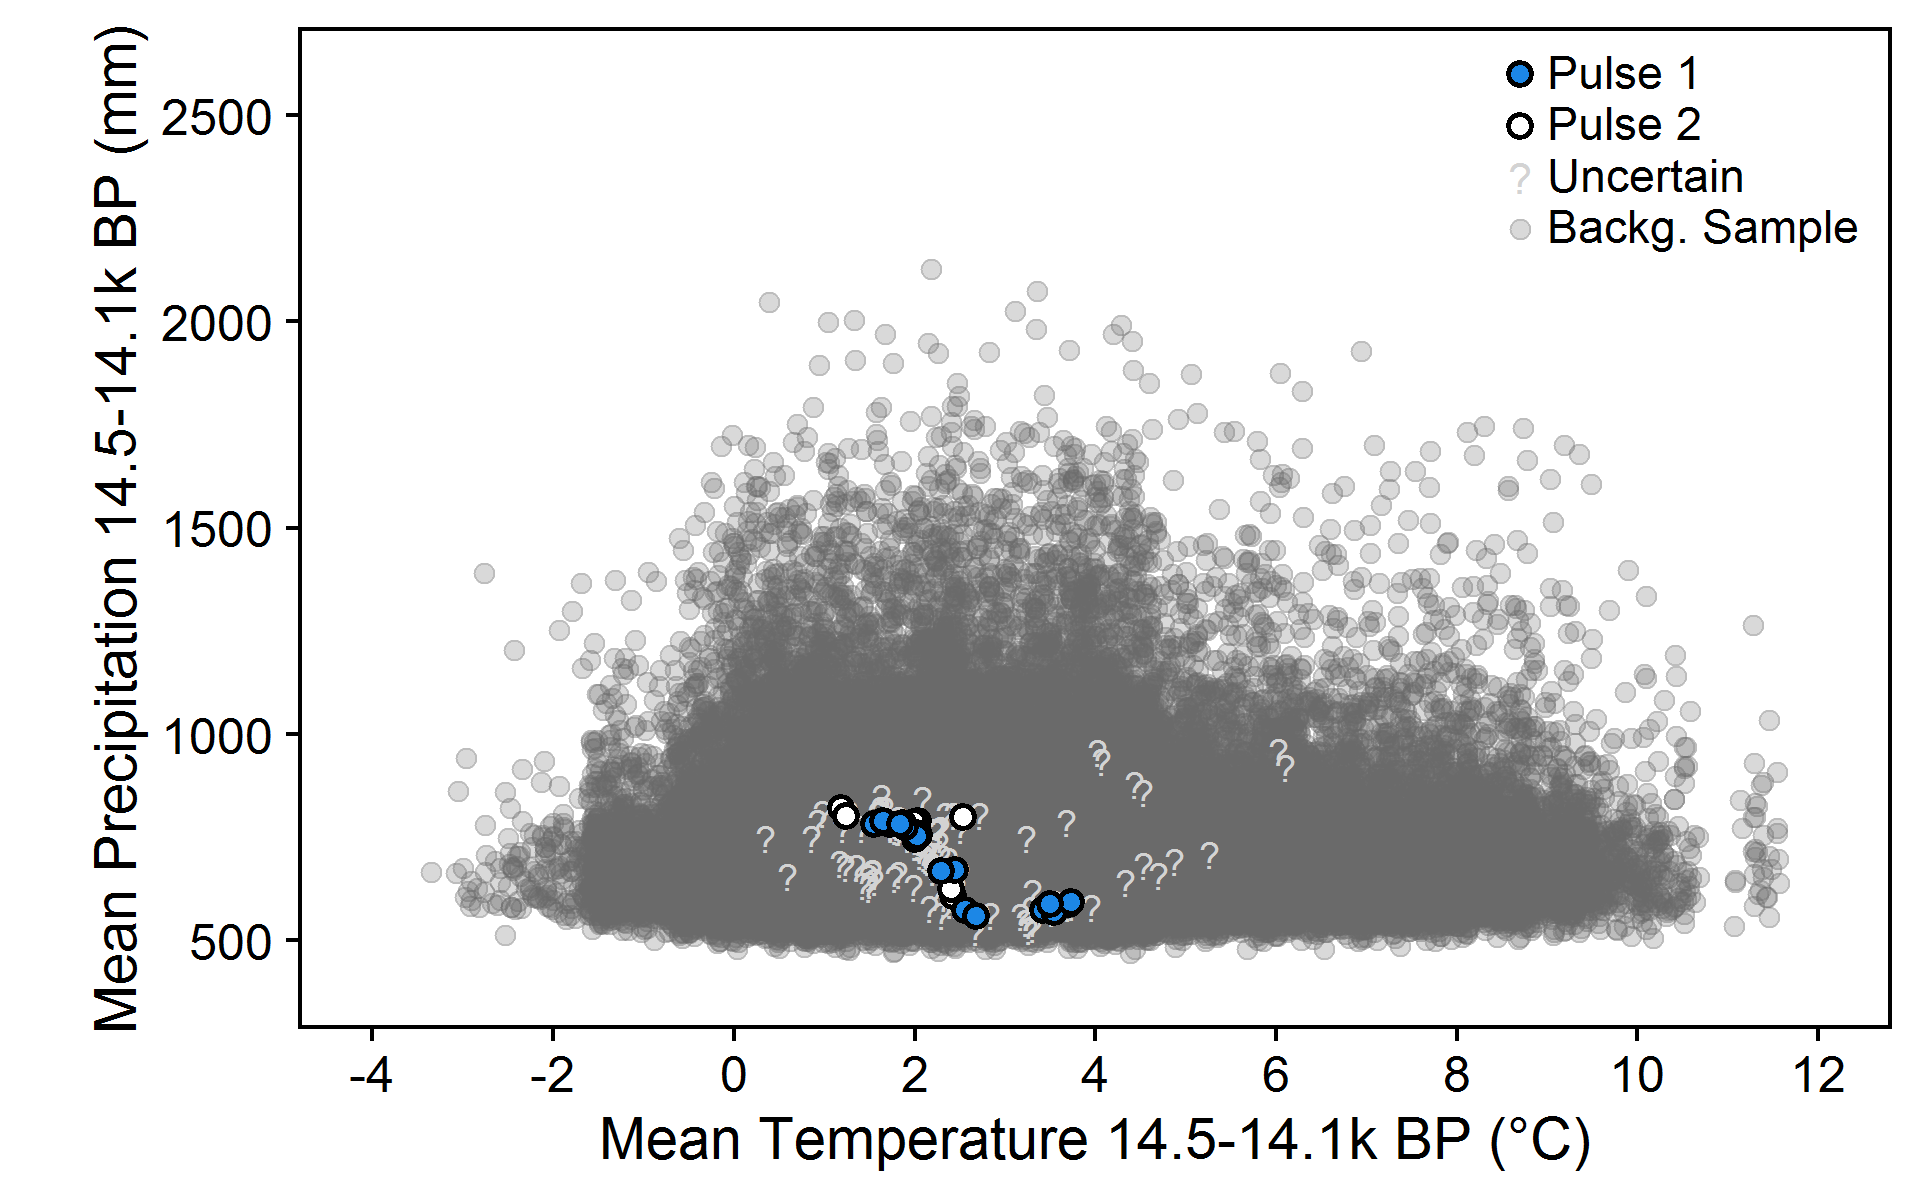 Mean Precipitation 14.5-14.1k BP (mm)
2500
2000
1500
1000
500
Pulse 1
Pulse 2
? Uncertain
Backg. Sample
-4 -2 0 2 4 6 8 10 12
Mean Temperature 14.5-14.1k BP (°C)